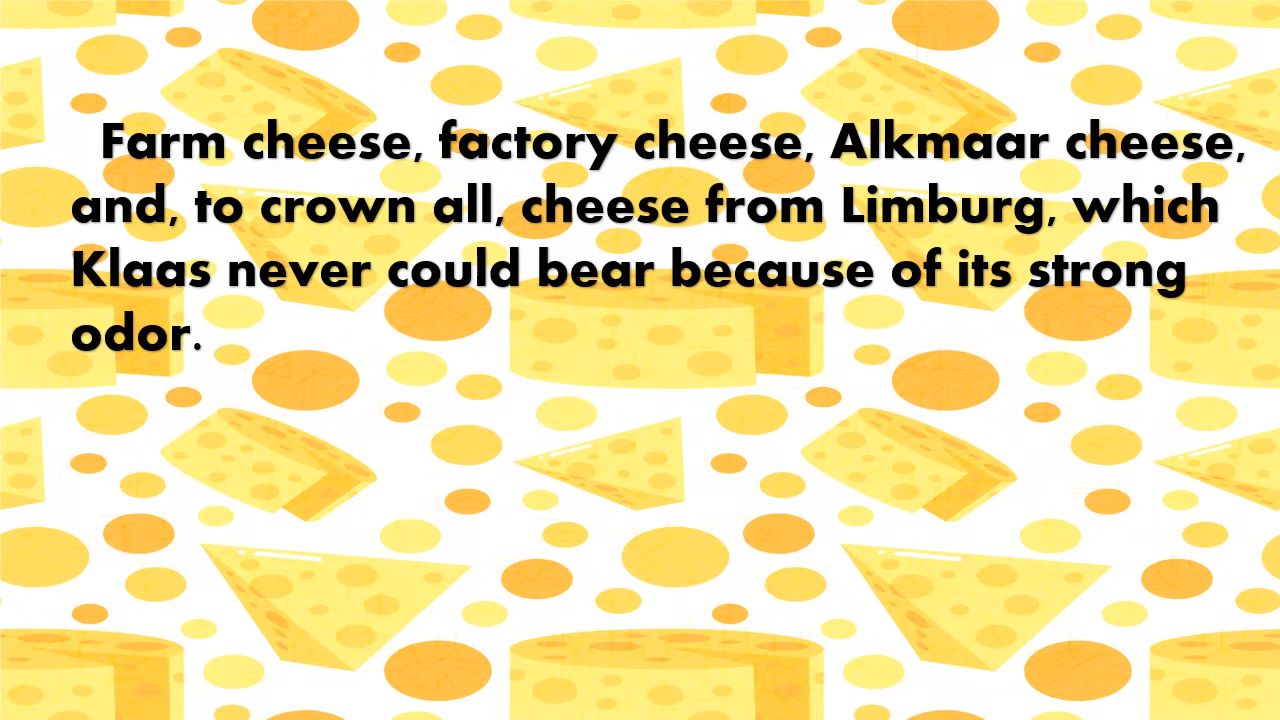 Farm cheese, factory cheese, Alkmaar cheese,
and, to crown all, cheese from Limburg, which
Klaas never could bear because of its strong
odor.